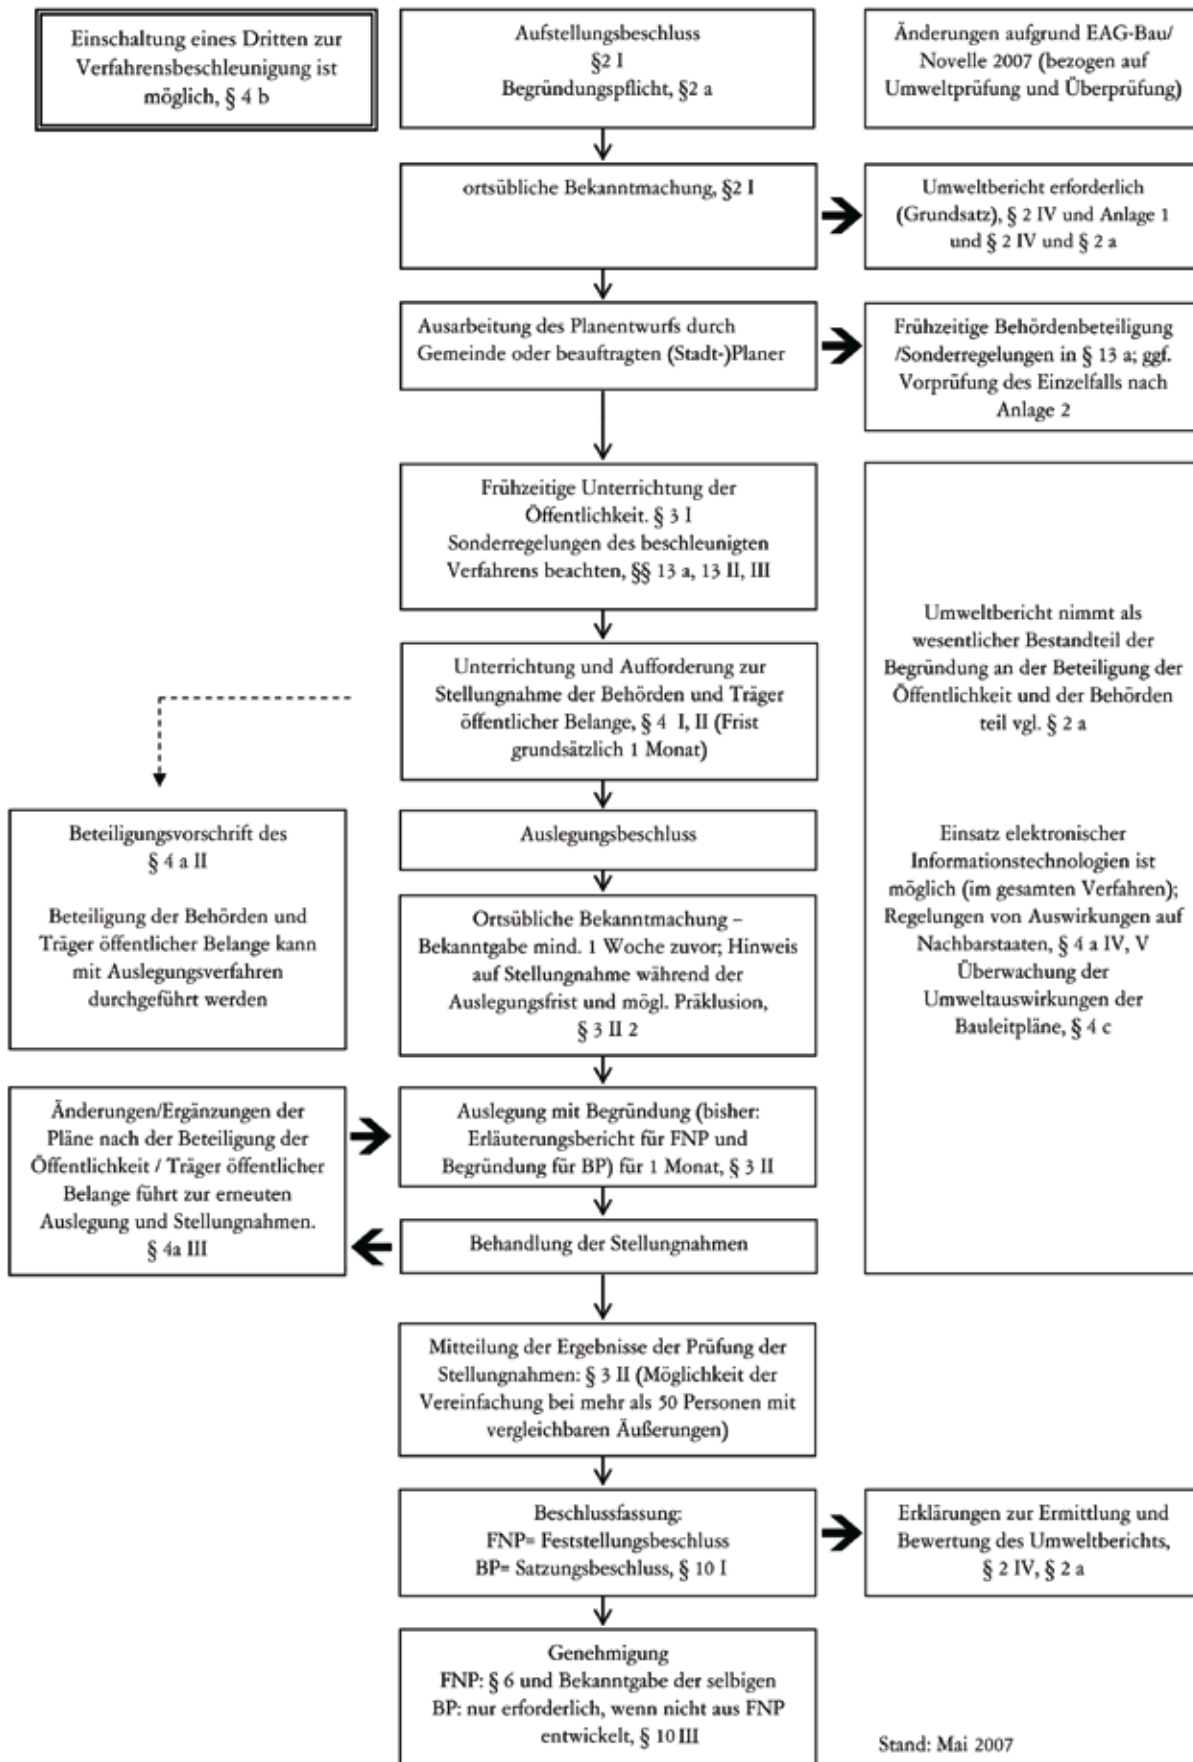 Einschaltung eines Dritten zur
Verfahrensbeschleunigung ist
möglich, § 4 b
Aufstellungsbeschluss
§2 I
Begründungspflicht, §2 a
Änderungen aufgrund EAG-Bau/
Novelle 2007 (bezogen auf
Umweltprüfung und Überprüfung)
ortsübliche Bekanntmachung, §2 I
Umweltbericht erforderlich
(Grundsatz), § 2 IV und Anlage 1
und § 2 IV und § 2 a
Ausarbeitung des Planentwurfs durch
Gemeinde oder beauftragten (Stadt-)Planer
Frühzeitige Behördenbeteiligung
/Sonderregelungen in § 13 a; ggf.
Vorprüfung des Einzelfalls nach
Anlage 2
Frühzeitige Unterrichtung der
Öffentlichkeit. § 3 I
Sonderregelungen des beschleunigten
Verfahrens beachten, §§ 13 a, 13 II, III
Unterrichtung und Aufforderung zur
Stellungnahme der Behörden und Träger
öffentlicher Belange, § 4 I, II (Frist
grundsätzlich 1 Monat)
Umweltbericht nimmt als
wesentlicher Bestandteil der
Begründung an der Beteiligung der
Öffentlichkeit und der Behörden
teil vgl. § 2 a
Einsatz elektronischer
Informationstechnologien ist
möglich (im gesamten Verfahren);
Regelungen von Auswirkungen auf
Nachbarstaaten, § 4 a IV, V
Überwachung der
Umweltauswirkungen der
Bauleitpläne, § 4 c
Beteiligungsvorschrift des
§ 4 a II
Beteiligung der Behörden und
Träger öffentlicher Belange kann
mit Auslegungsverfahren
durchgeführt werden
Auslegungsbeschluss
Ortsübliche Bekanntmachung –
Bekanntgabe mind. 1 Woche zuvor; Hinweis
auf Stellungnahme während der
Auslegungsfrist und mögl. Präklusion,
§ 3 II 2
Änderungen/Ergänzungen der
Pläne nach der Beteiligung der
Öffentlichkeit / Träger öffentlicher
Belange führt zur erneuten
Auslegung und Stellungnahmen.
§ 4a III
Auslegung mit Begründung (bisher:
Erläuterungsbericht für FNP und
Begründung für BP) für 1 Monat, § 3 II
Behandlung der Stellungnahmen
Mitteilung der Ergebnisse der Prüfung der
Stellungnahmen: § 3 II (Möglichkeit der
Vereinfachung bei mehr als 50 Personen mit
vergleichbaren Äußerungen)
Beschlussfassung:
FNP= Feststellungsbeschluss
BP= Satzungsbeschluss, § 10 I
Erklärungen zur Ermittlung und
Bewertung des Umweltberichts,
§ 2 IV, § 2 a
Genehmigung
FNP: § 6 und Bekanntgabe der selbigen
BP: nur erforderlich, wenn nicht aus FNP
entwickelt, § 10 III
Stand: Mai 2007